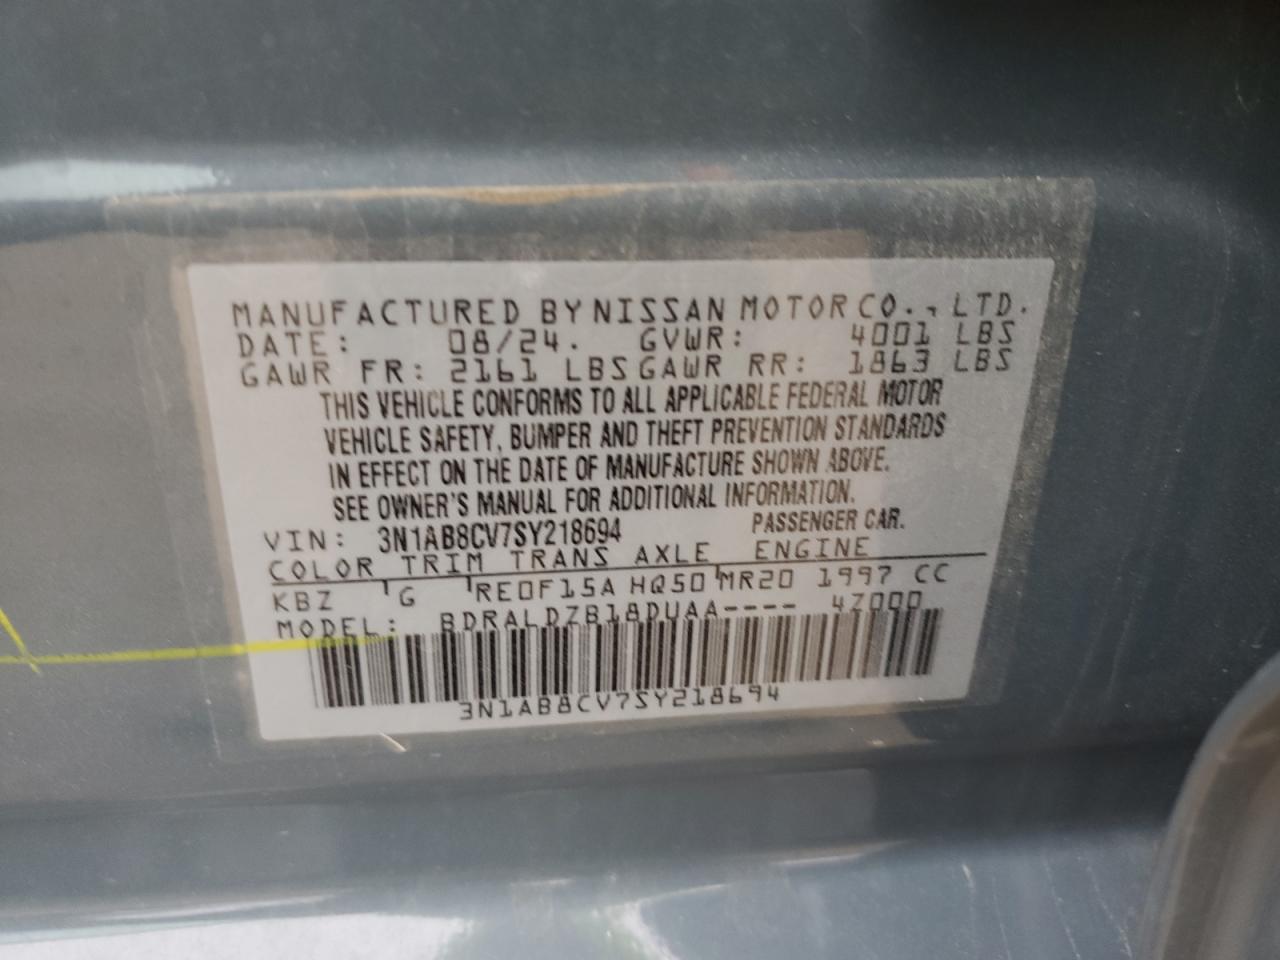 MANUFACTURED BY NISSAN MOTOR CO., LTD.
DATE: 08/24. GVWR: 4001 LBS
GAWR FR: 2161 LBS GAWR RR: 1863 LBS
THIS VEHICLE CONFORMS TO ALL APPLICABLE FEDERAL MOTOR
VEHICLE SAFETY, BUMPER AND THEFT PREVENTION STANDARDS
IN EFFECT ON THE DATE OF MANUFACTURE SHOWN ABOVE.
SEE OWNER'S MANUAL FOR ADDITIONAL INFORMATION.
VIN: 3N1AB8CV7SY218694 PASSENGER CAR.
COLOR TRIM TRANS AXLE ENGINE
KBZ G RE0F15A HQ50 MR20 1997 CC
MODEL: BDRALDZB18DUAA---- 4Z000
3N1AB8CV7SY218694